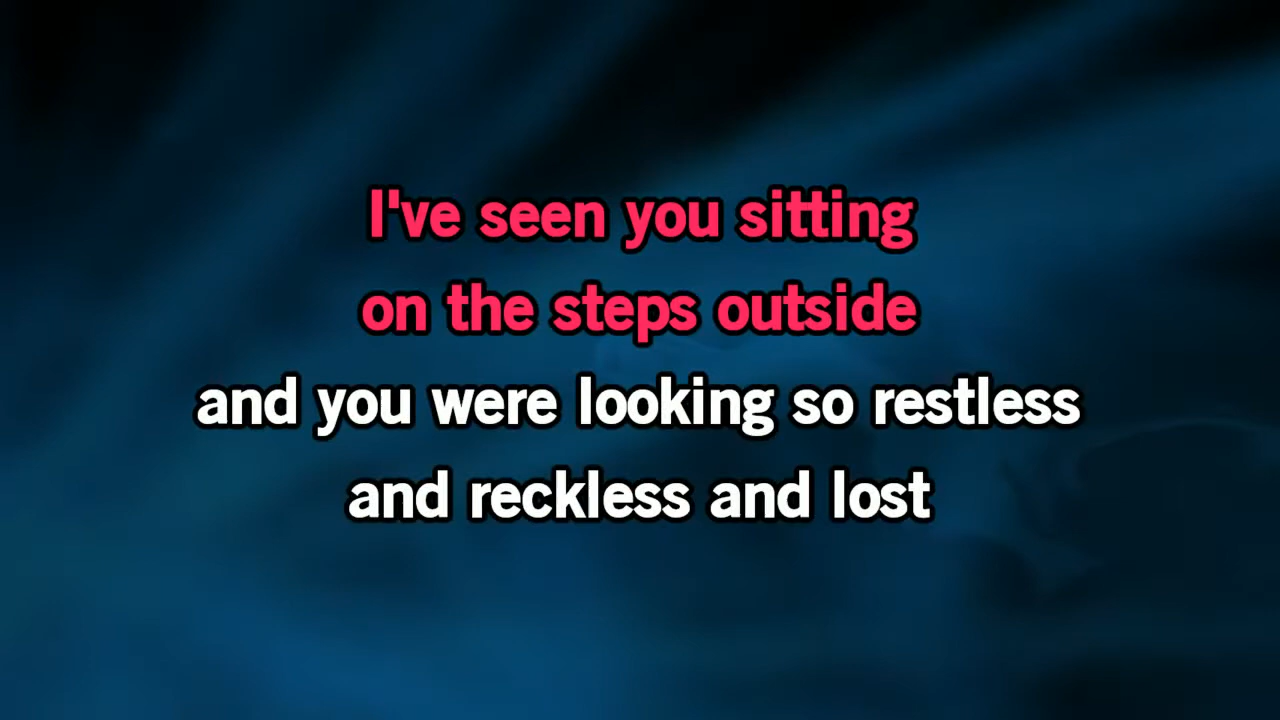 I've seen you sitting
on the steps outside
and you were looking so restless
and reckless and lost